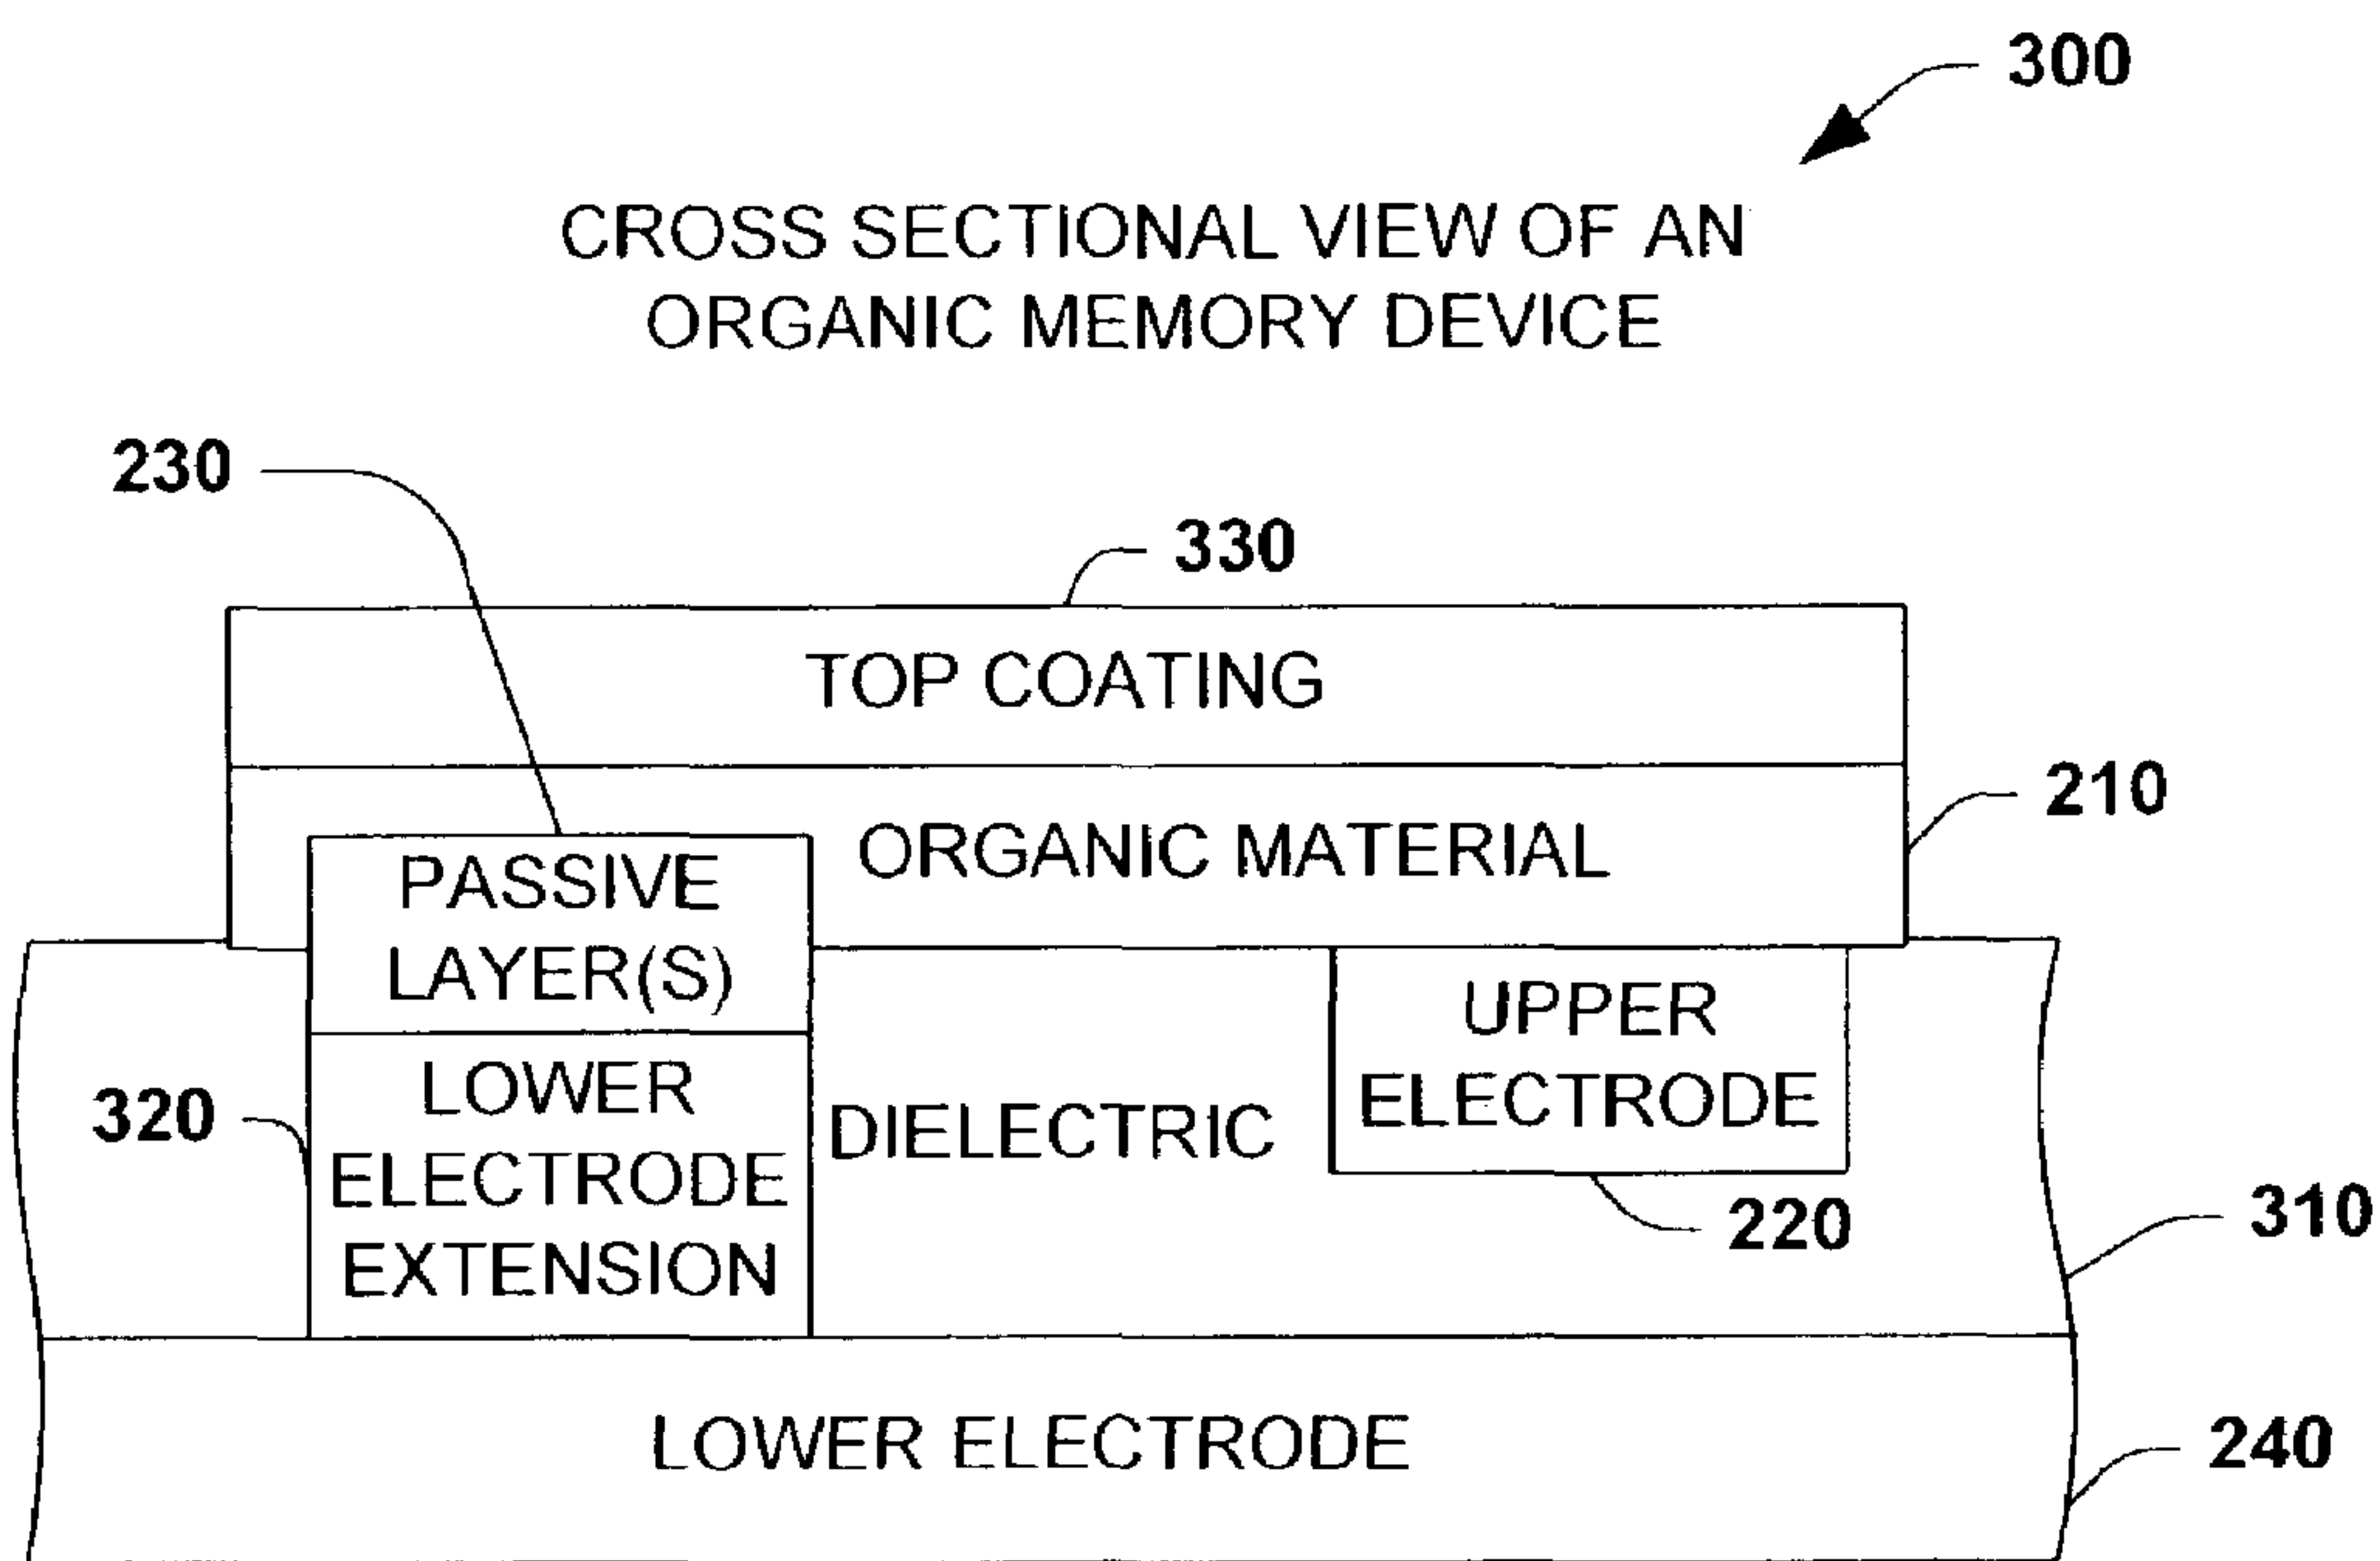 300
CROSS SECTIONAL VIEW OF AN
ORGANIC MEMORY DEVICE
230
330
TOP COATING
210
ORGANIC MATERIAL
PASSIVE
LAYER(S)
UPPER
ELECTRODE
LOWER
ELECTRODE
EXTENSION
320
DIELECTRIC
220
310
LOWER ELECTRODE
240